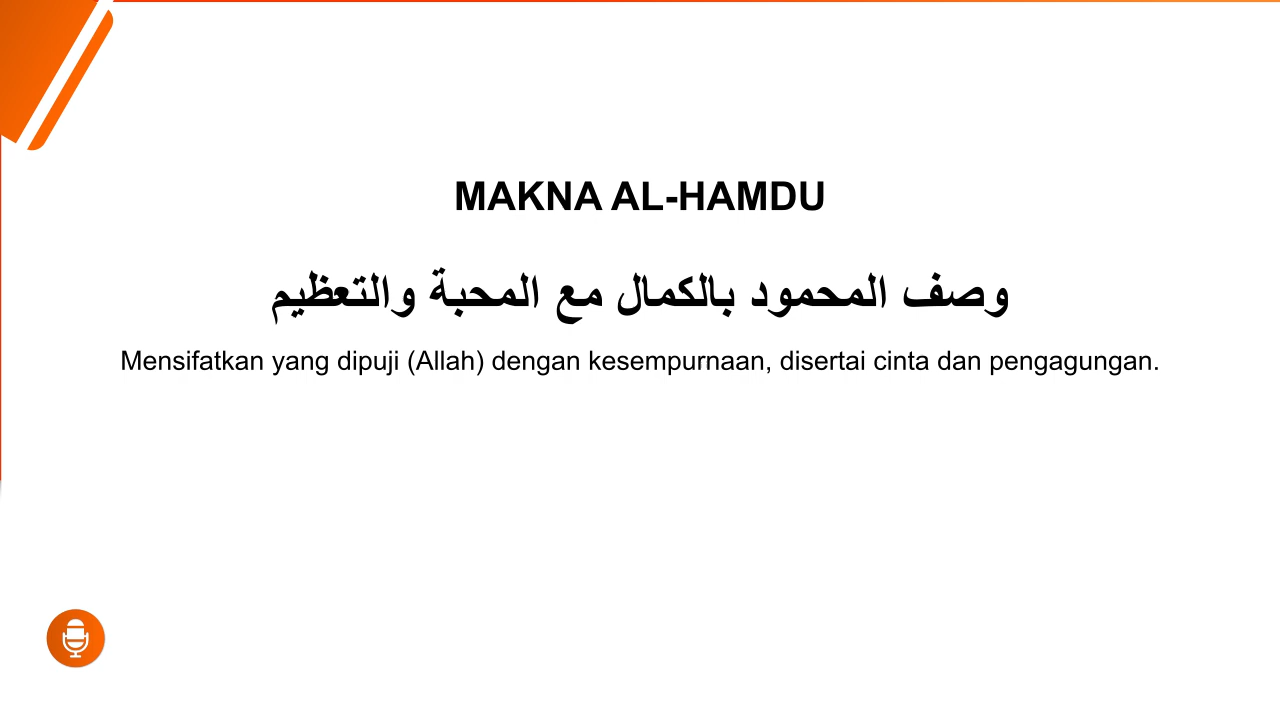 MAKNA AL-HAMDU
وصف المحمود بالكمال مع المحبة والتعظيم
Mensifatkan yang dipuji (Allah) dengan kesempurnaan, disertai cinta dan pengagungan.